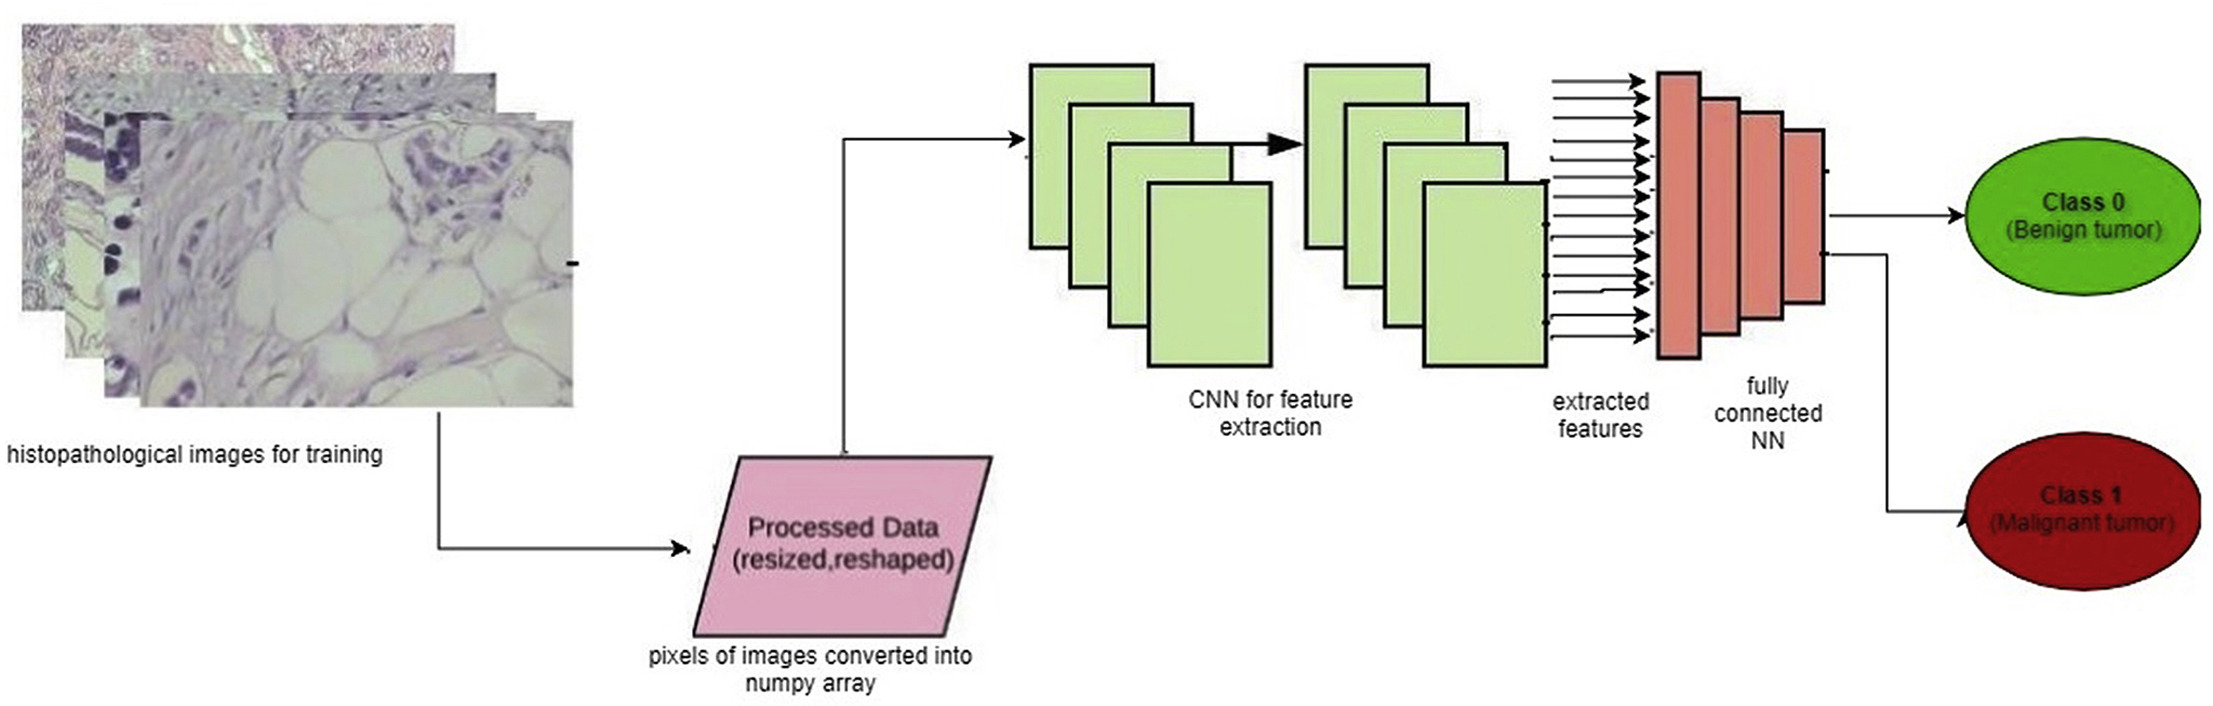 histopathological images for training
Processed Data
(resized,reshaped)
pixels of images converted into
numpy array
CNN for feature
extraction
extracted
features
fully
connected
NN
Class 0
(Benign tumor)
Class 1
(Malignant tumor)